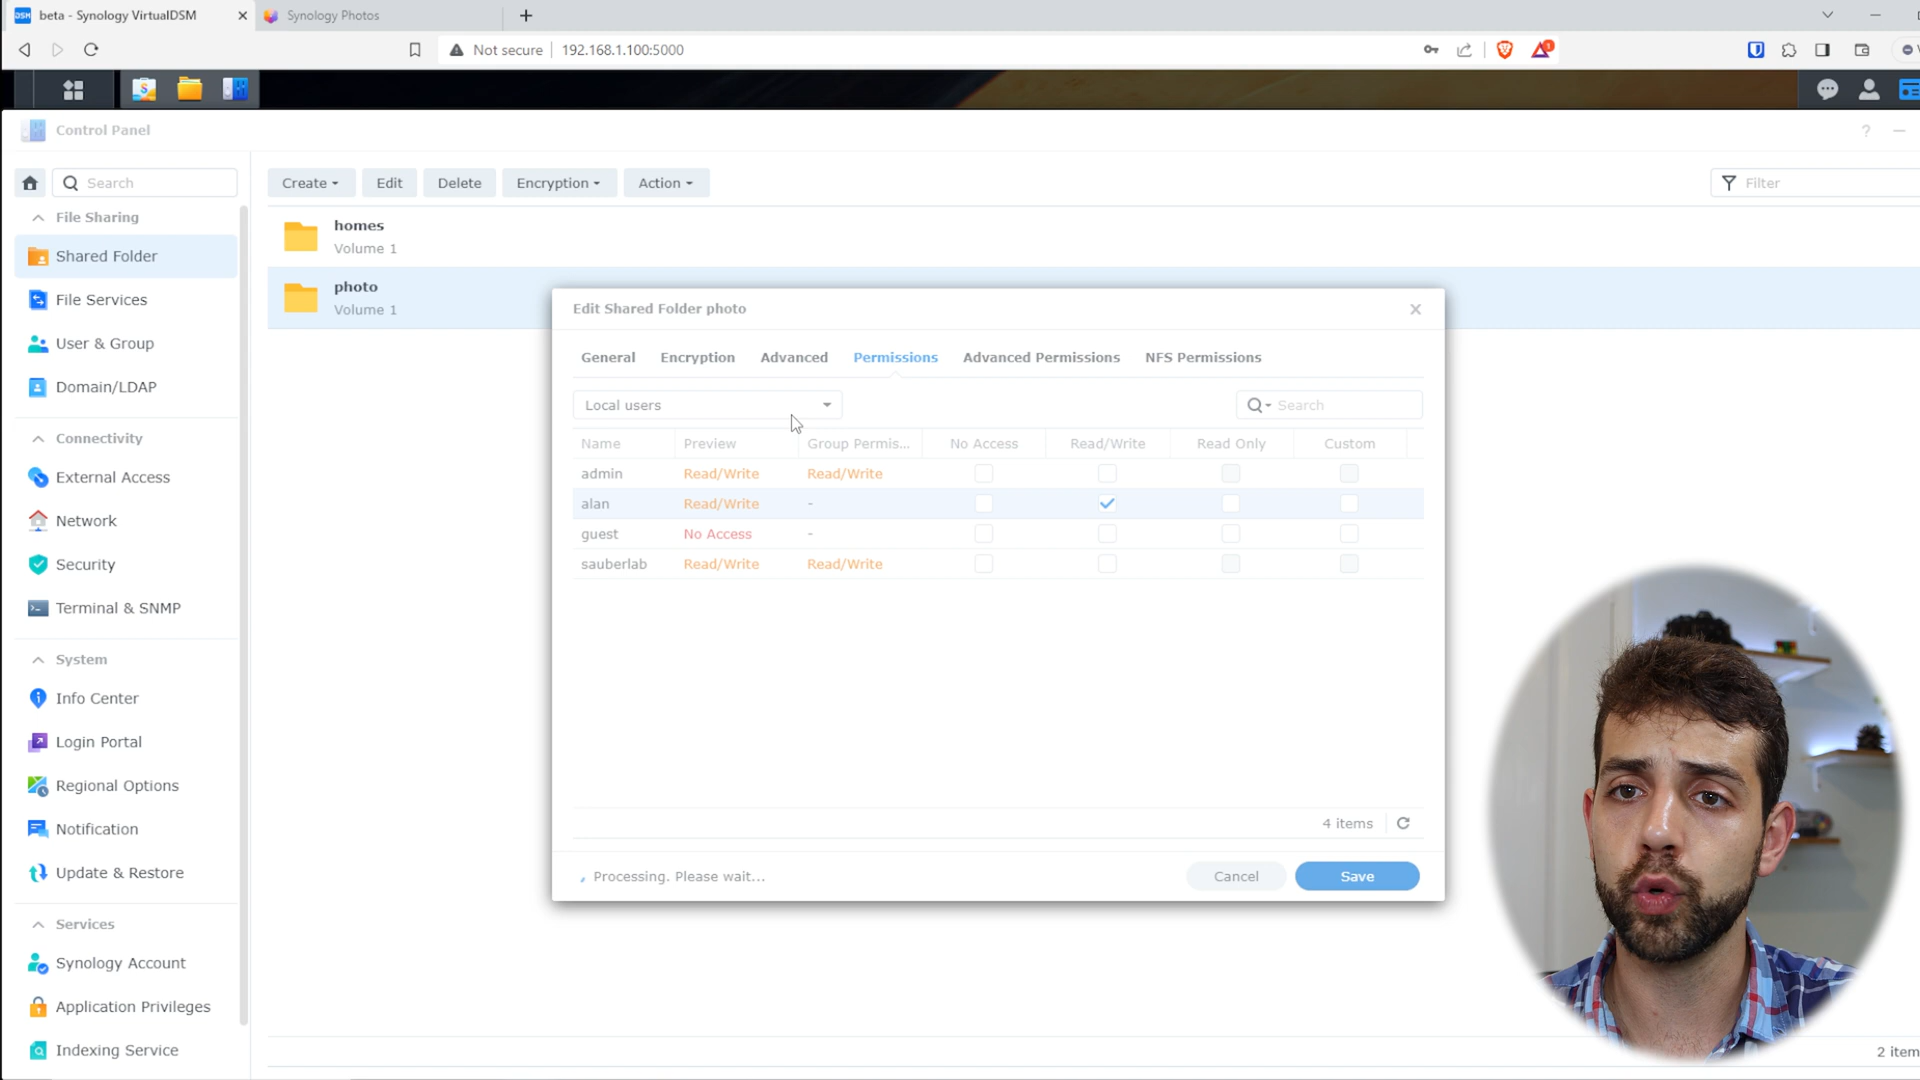 beta - Synology VirtualDSM
Synology Photos
Not secure
192.168.1.100:5000
1
Control Panel
?
Search
Create
Edit
Delete
Encryption
Action
Filter
File Sharing
Shared Folder
File Services
User & Group
Domain/LDAP
Connectivity
External Access
Network
Security
Terminal & SNMP
System
Info Center
Login Portal
Regional Options
Notification
Update & Restore
Services
Synology Account
Application Privileges
Indexing Service
homes
Volume 1
photo
Volume 1
Edit Shared Folder photo
General Encryption Advanced Permissions Advanced Permissions NFS Permissions
Local users
Search
Name Preview Group Permis... No Access Read/Write Read Only Custom
admin Read/Write Read/Write
alan Read/Write -
guest No Access -
sauberlab Read/Write Read/Write
4 items
Processing. Please wait...
Cancel
Save
2 item